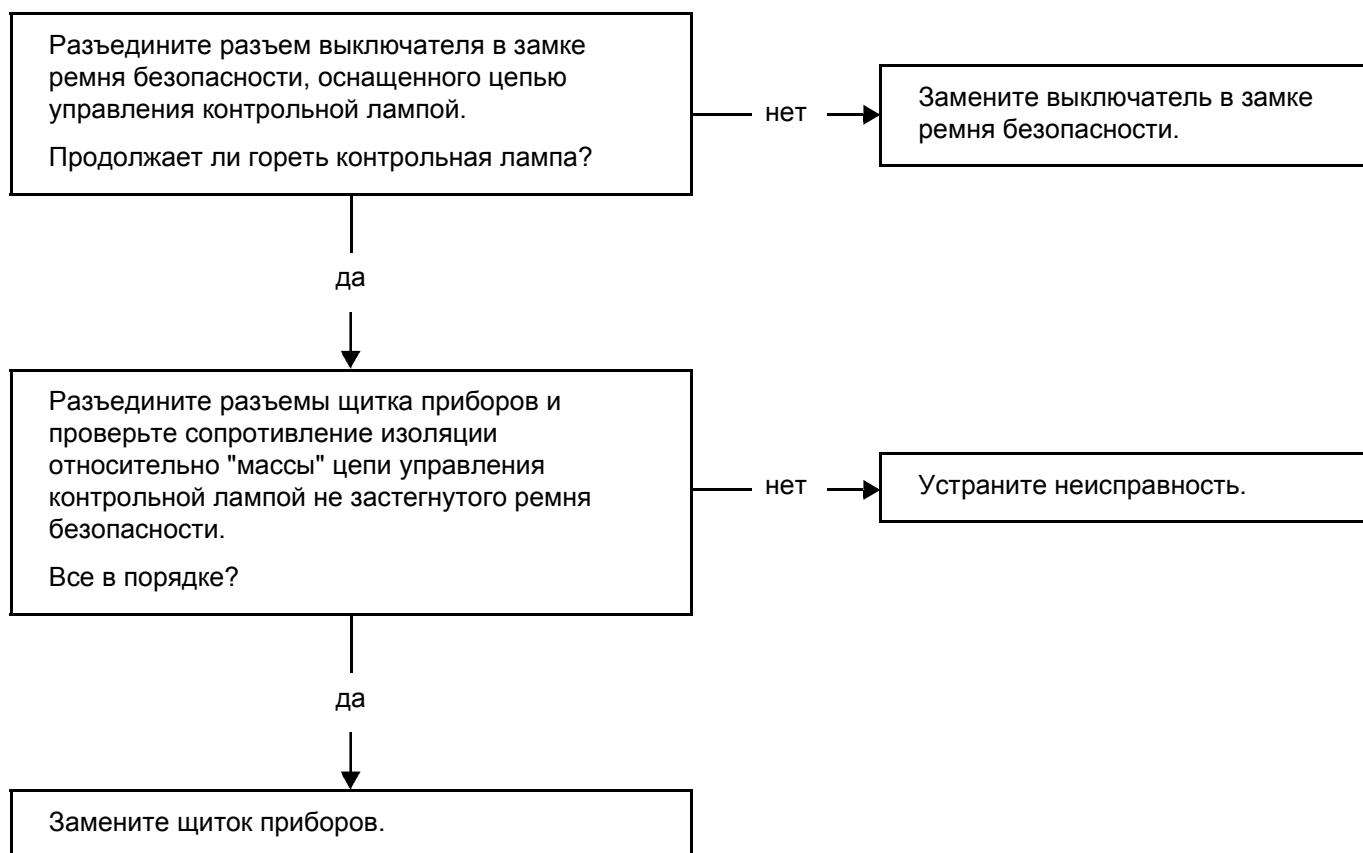 Разъедините разъем выключателя в замке
ремня безопасности, оснащенного цепью
управления контрольной лампой.
Продолжает ли гореть контрольная лампа?
нет
Замените выключатель в замке
ремня безопасности.
да
Разъедините разъемы щитка приборов и
проверьте сопротивление изоляции
относительно "массы" цепи управления
контрольной лампой не застегнутого ремня
безопасности.
Все в порядке?
нет
Устраните неисправность.
да
Замените щиток приборов.